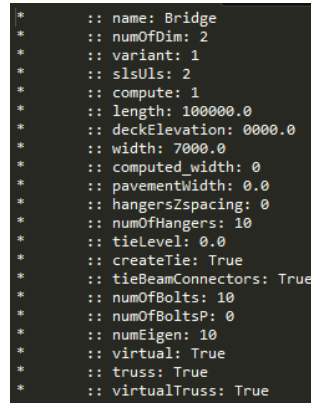 * :: name: Bridge
* :: numOfDim: 2
* :: variant: 1
* :: slsUls: 2
* :: compute: 1
* :: length: 100000.0
* :: deckElevation: 0000.0
* :: width: 7000.0
* :: computed_width: 0
* :: pavementWidth: 0.0
* :: hangersZspacing: 0
* :: numOfHangers: 10
* :: tieLevel: 0.0
* :: createTie: True
* :: tieBeamConnectors: True
* :: numOfBolts: 10
* :: numOfBoltsP: 0
* :: numEigen: 10
* :: virtual: True
* :: truss: True
* :: virtualTruss: True